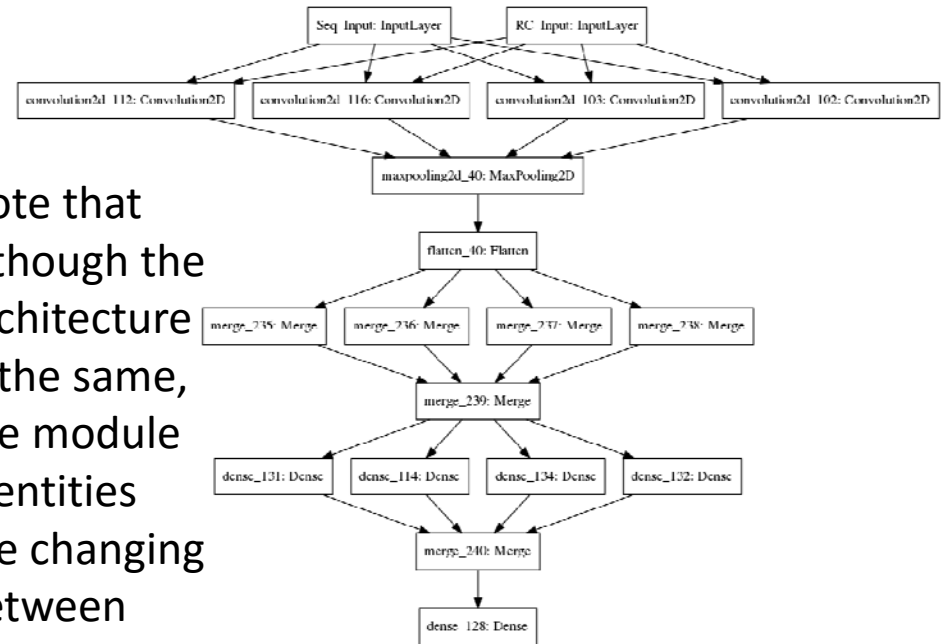 Seq_Input: InputLayer
RC_Input: InputLayer
convolution2d_112: Convolution2D
convolution2d_116: Convolution2D
convolution2d_103: Convolution2D
convolution2d_102: Convolution2D
maxpooling2d_40: MaxPooling2D
flatten_40: Flatten
merge_235: Merge
merge_236: Merge
merge_237: Merge
merge_238: Merge
merge_239: Merge
dense_131: Dense
dense_114: Dense
dense_134: Dense
dense_132: Dense
merge_240: Merge
dense_128: Dense
ote that
though the
chitecture
the same,
e module
entities
e changing
etween